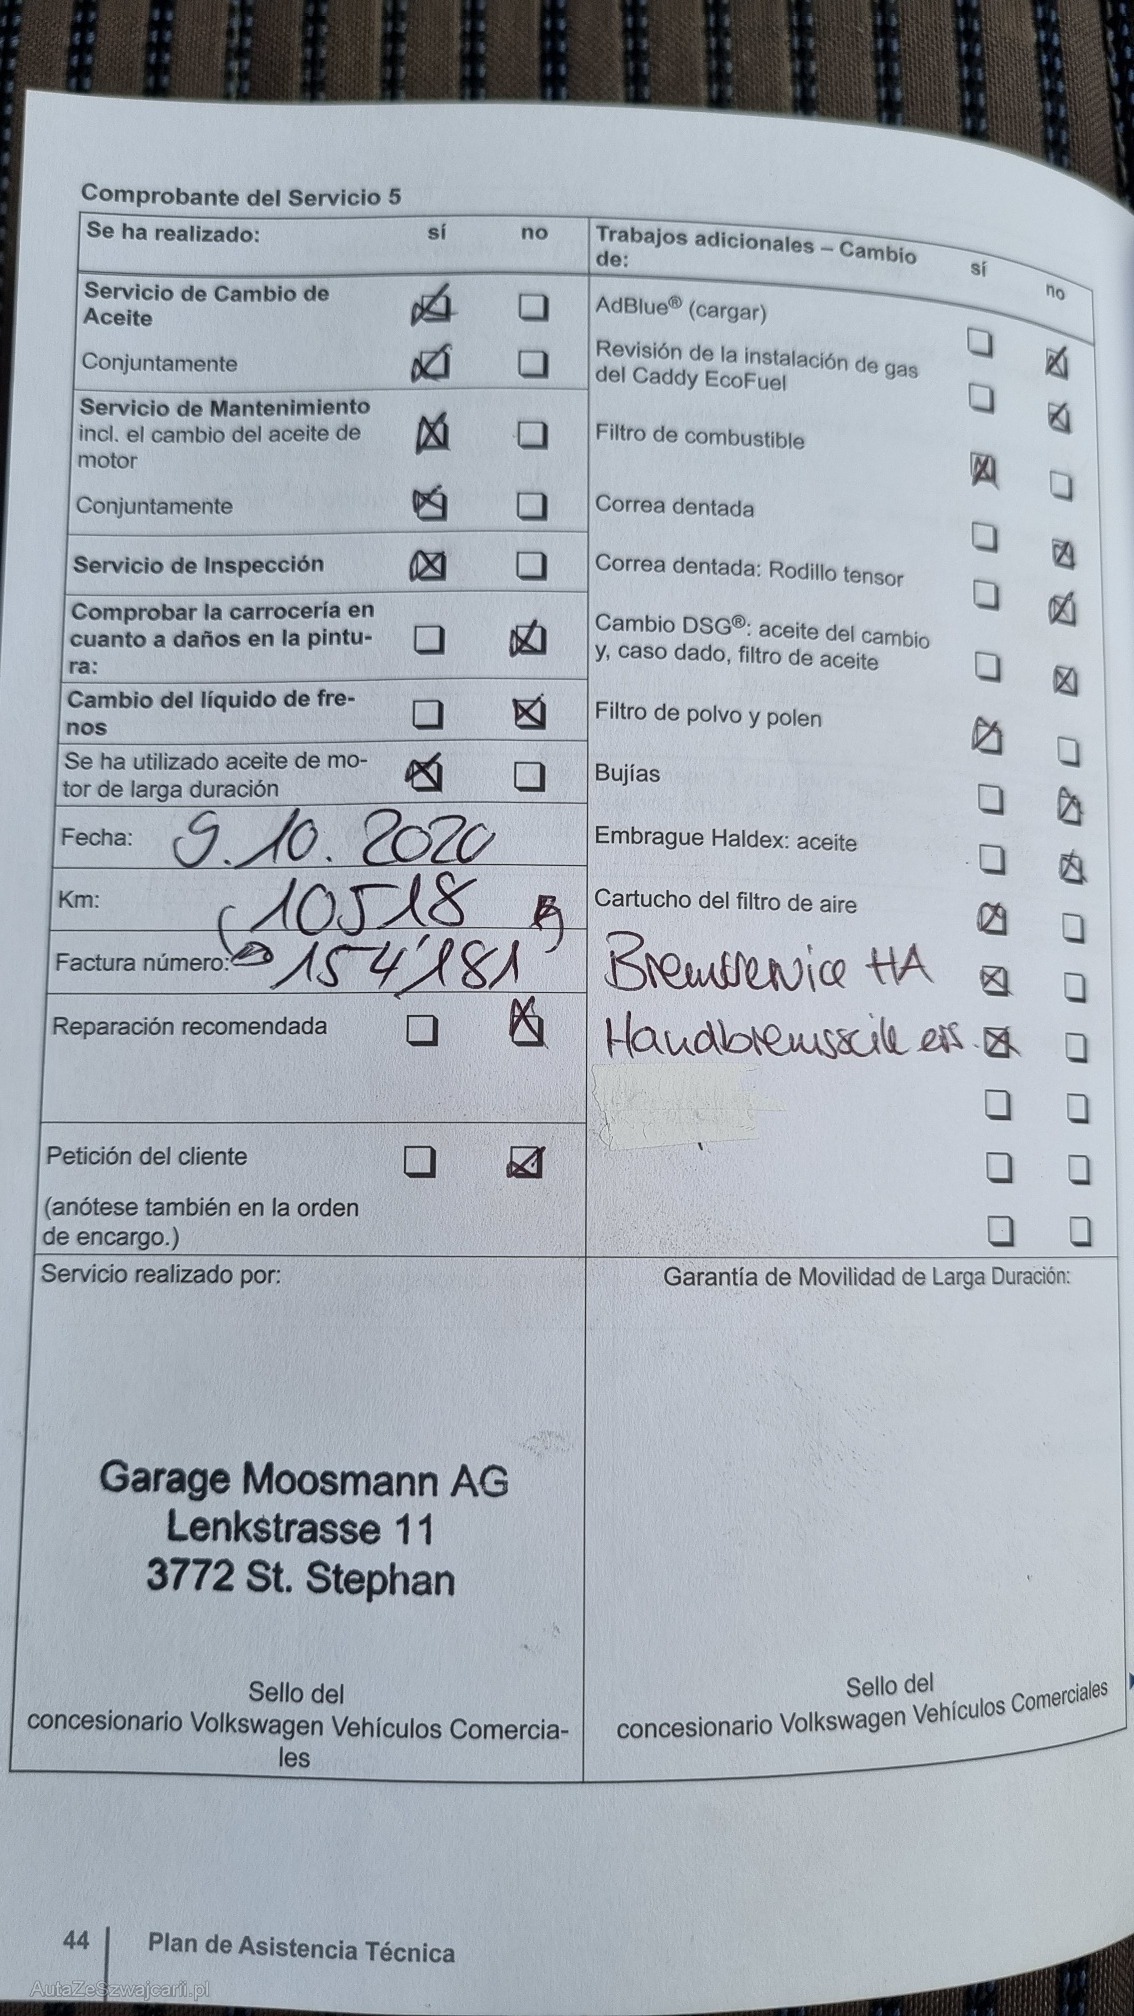 Comprobante del Servicio 5
Se ha realizado: sí no
Servicio de Cambio de
Aceite
Conjuntamente
Servicio de Mantenimiento
incl. el cambio del aceite de
motor
Conjuntamente
Servicio de Inspección
Comprobar la carrocería en
cuanto a daños en la pintu-
ra:
Cambio del líquido de fre-
nos
Se ha utilizado aceite de mo-
tor de larga duración
Fecha: 9.10.2020
Km: 10518
Factura número: 154'181
Reparación recomendada
Petición del cliente
(anótese también en la orden
de encargo.)
Trabajos adicionales – Cambio
de: sí no
AdBlue® (cargar)
Revisión de la instalación de gas
del Caddy EcoFuel
Filtro de combustible
Correa dentada
Correa dentada: Rodillo tensor
Cambio DSG®: aceite del cambio
y, caso dado, filtro de aceite
Filtro de polvo y polen
Bujías
Embrague Haldex: aceite
Cartucho del filtro de aire
Bremsservice HA
Handbremsseile ers.
Servicio realizado por:
Garage Moosmann AG
Lenkstrasse 11
3772 St. Stephan
Sello del
concesionario Volkswagen Vehículos Comercia-
les
Garantía de Movilidad de Larga Duración:
Sello del
concesionario Volkswagen Vehículos Comerciales
44 Plan de Asistencia Técnica
AutaZeSzwajcarii.pl